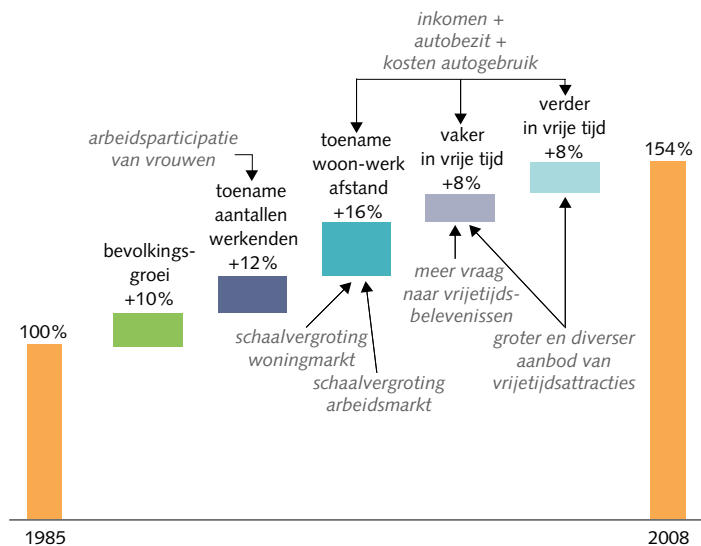 inkomen +
autobezit +
kosten autogebruik
arbeidsparticipatie
van vrouwen
toename
woon-werk
afstand
+16%
vaker
in vrije tijd
+8%
verder
in vrije tijd
+8%
154%
toename
aantallen
werkenden
+12%
bevolkings-
groei
+10%
100%
schaalvergroting
woningmarkt
schaalvergroting
arbeidsmarkt
meer vraag
naar vrijetijds-
belevenissen
groter en diverser
aanbod van
vrijetijdsattracties
1985
2008